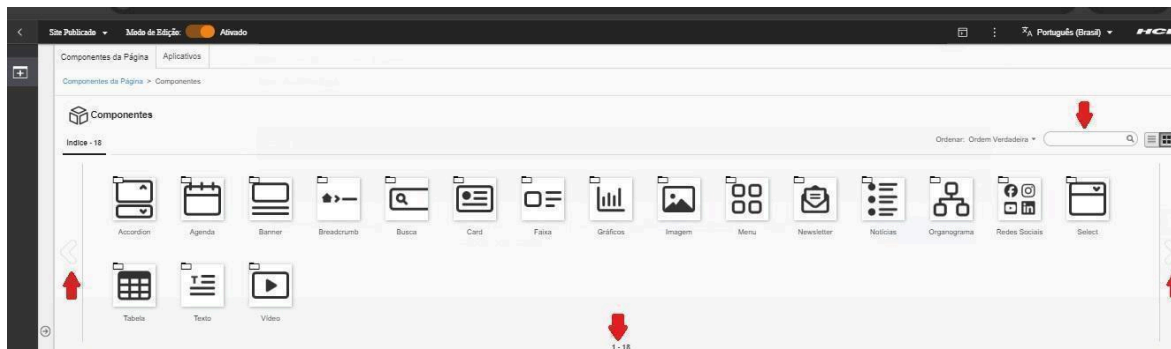 Site Publicado Modo de Edição: Ativado Português (Brasil)
Componentes da Página Aplicativos
Componentes da Página > Componentes
Componentes
Indice - 18 Ordenar: Ordem Verdadeira
Accordion Agenda Banner Breadcrumb Busca Card Faixa Gráficos Imagem Menu Newsletter Notícias Organograma Redes Sociais Select
Tabela Texto Vídeo
1 - 18